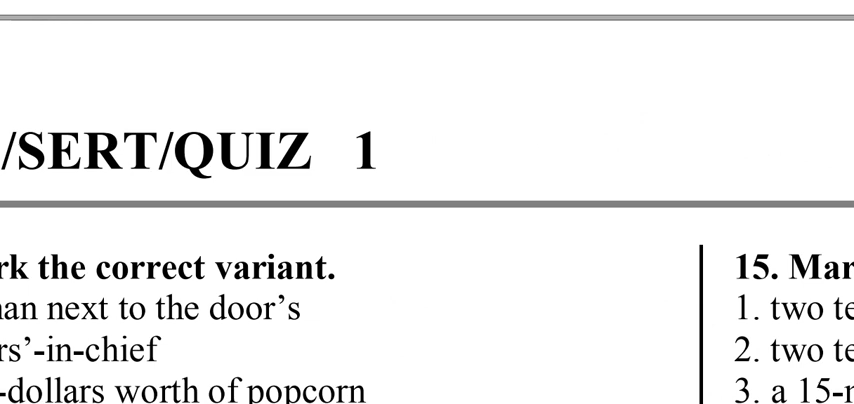 /SERT/QUIZ 1
rk the correct variant.
an next to the door's
rs'-in-chief
-dollars worth of popcorn
15. Mar
1. two te
2. two te
3. a 15-